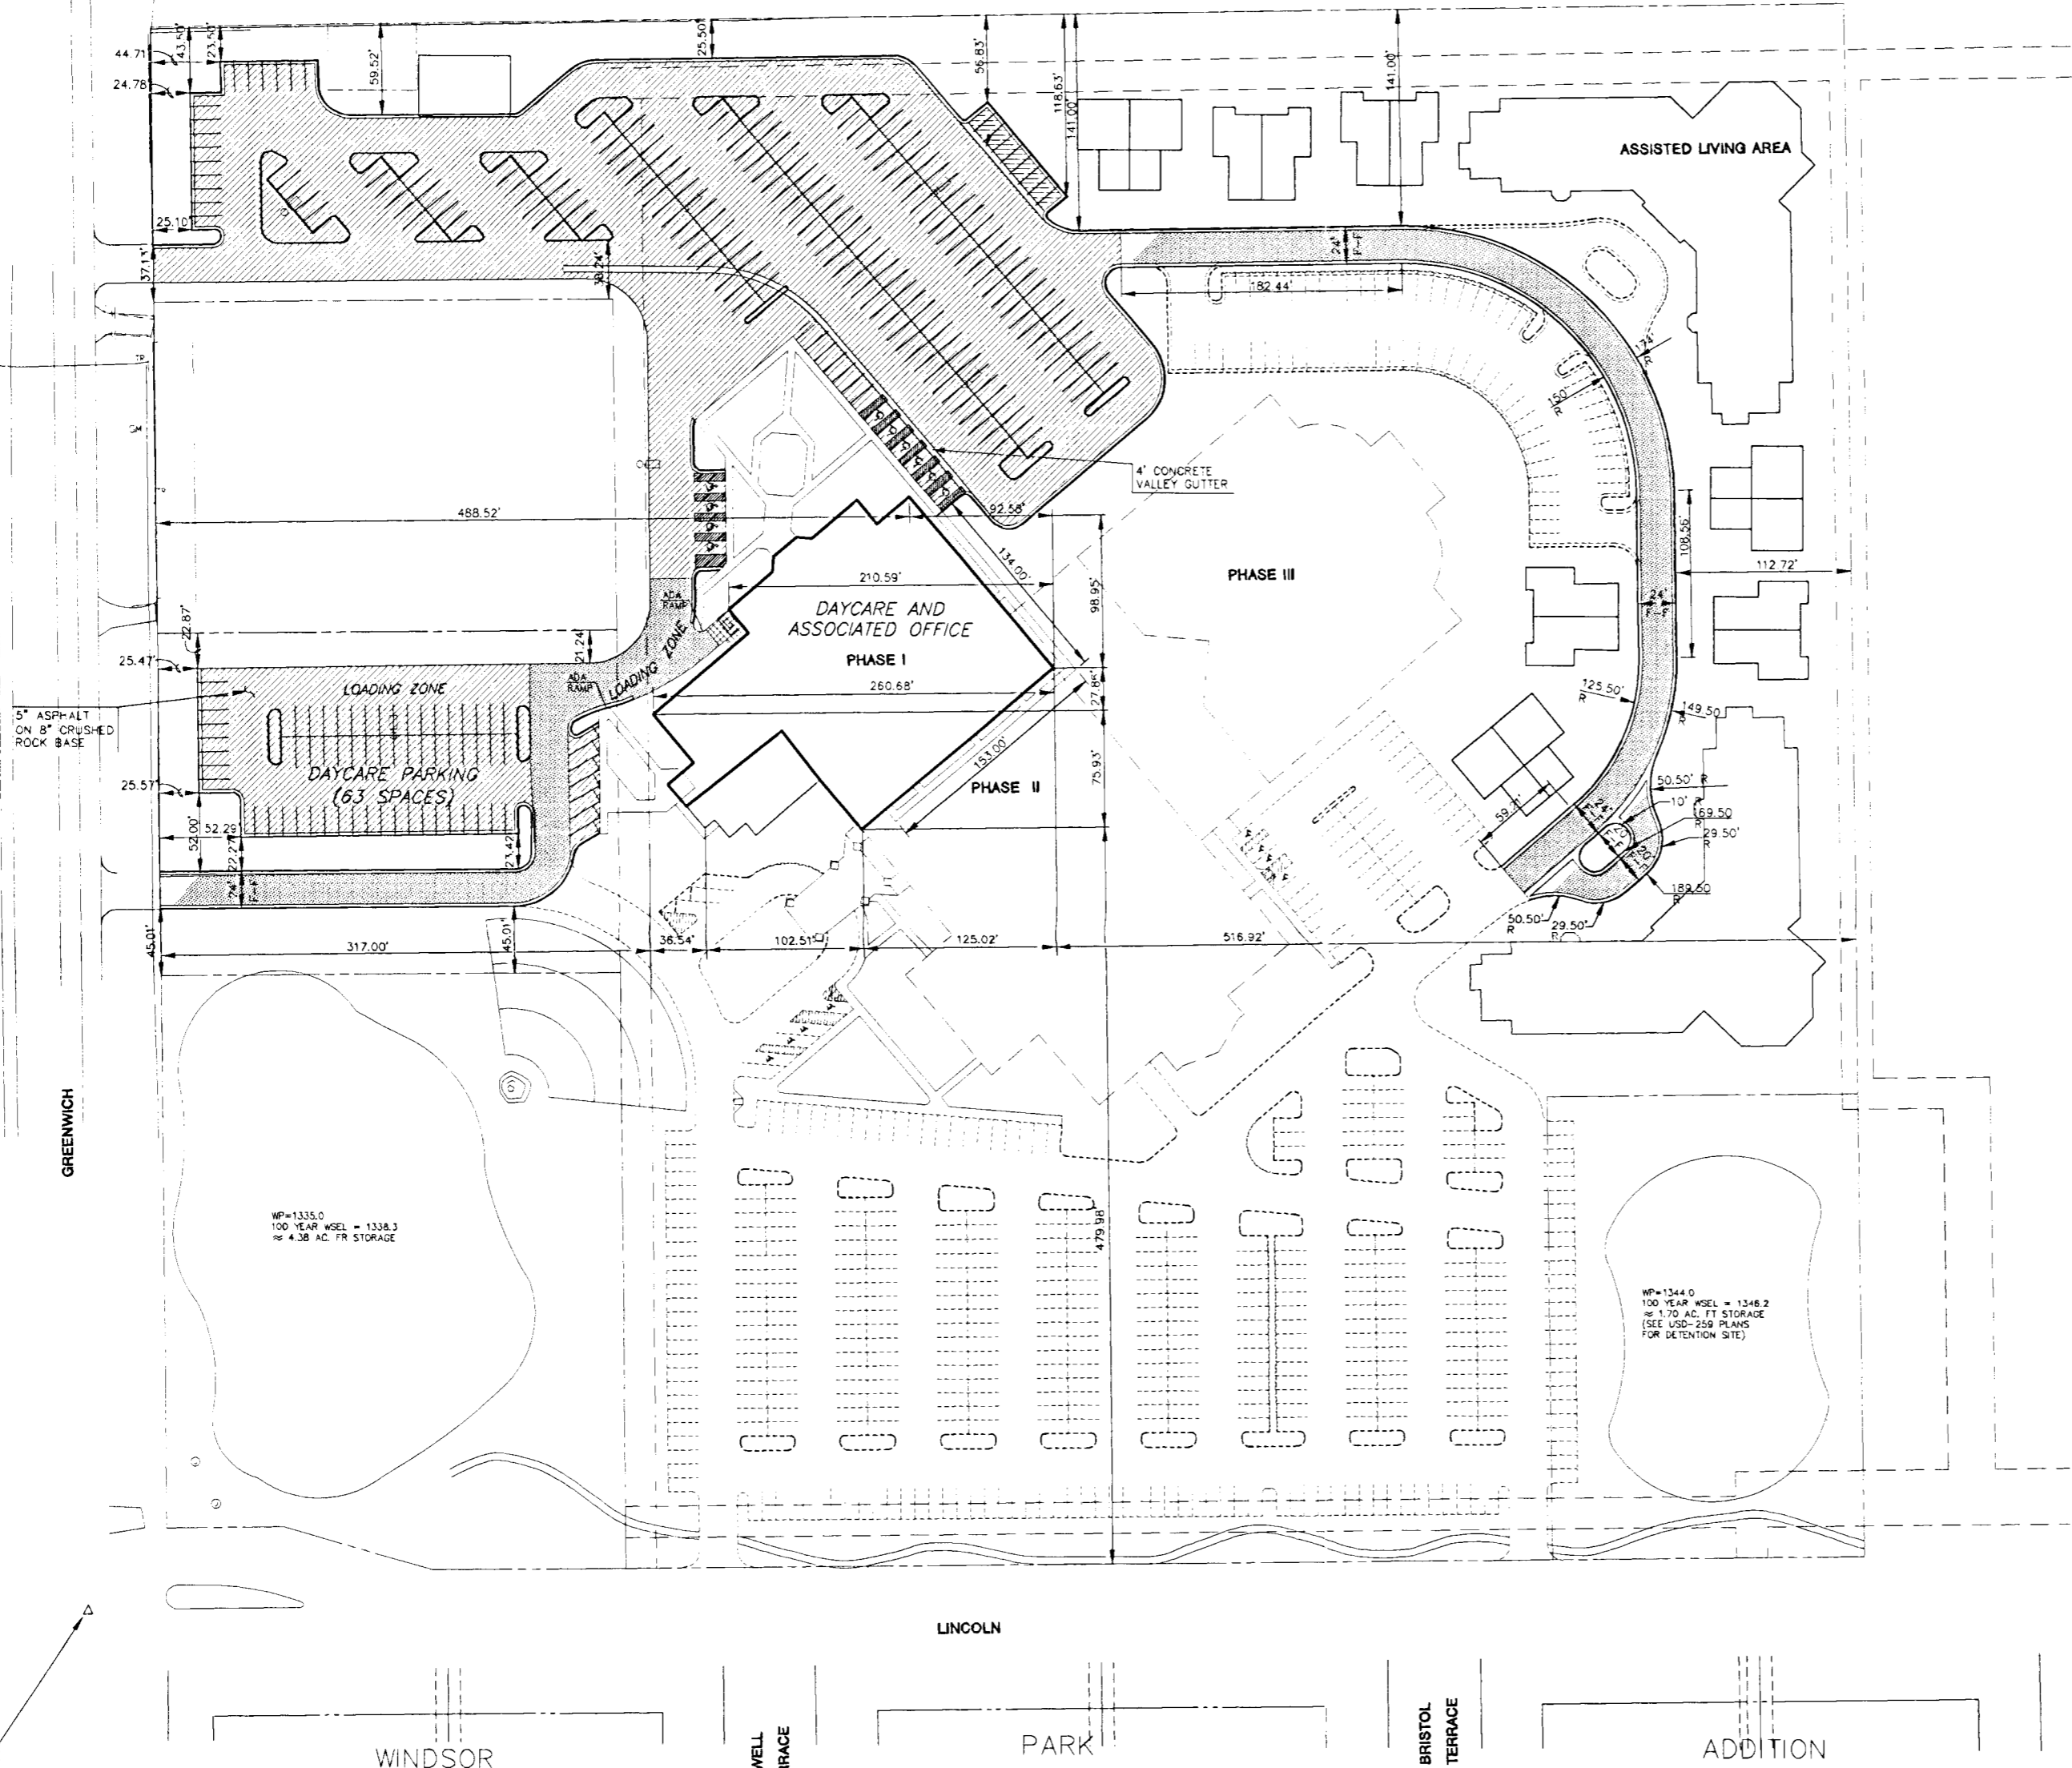 44.71'
43.50'
23.50'
59.52'
25.50'
56.83'
118.63'
141.00'
141.00'
24.78'
ASSISTED LIVING AREA
25.10'
37.13'
38.24'
24'
F-F
182.44'
174'
R
150'
R
4' CONCRETE
VALLEY GUTTER
488.52'
92.58'
134.00'
98.95'
108.56'
112.72'
PHASE III
210.59'
ADA
RAMP
DAYCARE AND
ASSOCIATED OFFICE
PHASE I
24'
F-F
22.87'
21.24'
25.47'
LOADING ZONE
ADA
RAMP
LOADING ZONE
260.68'
27.88'
125.50'
R
149.50
R
5" ASPHALT
ON 8" CRUSHED
ROCK BASE
DAYCARE PARKING
(63 SPACES)
25.57'
153.00'
75.93'
PHASE II
50.50' R
10'
R
169.50
R
29.50'
R
59.21'
24'
F-F
20'
F-F
52.00'
52.29
22.27'
23.42'
24'
F-F
189.50
R
50.50'
R
29.50'
R
45.01'
317.00'
45.01'
36.54'
102.51'
125.02'
516.92'
GREENWICH
WP=1335.0
100 YEAR WSEL = 1338.3
≈ 4.38 AC. FR STORAGE
479.98'
WP=1344.0
100 YEAR WSEL = 1346.2
≈ 1.70 AC. FT STORAGE
(SEE USD-259 PLANS
FOR DETENTION SITE)
LINCOLN
WINDSOR
WELL
RRACE
PARK
BRISTOL
TERRACE
ADDITION